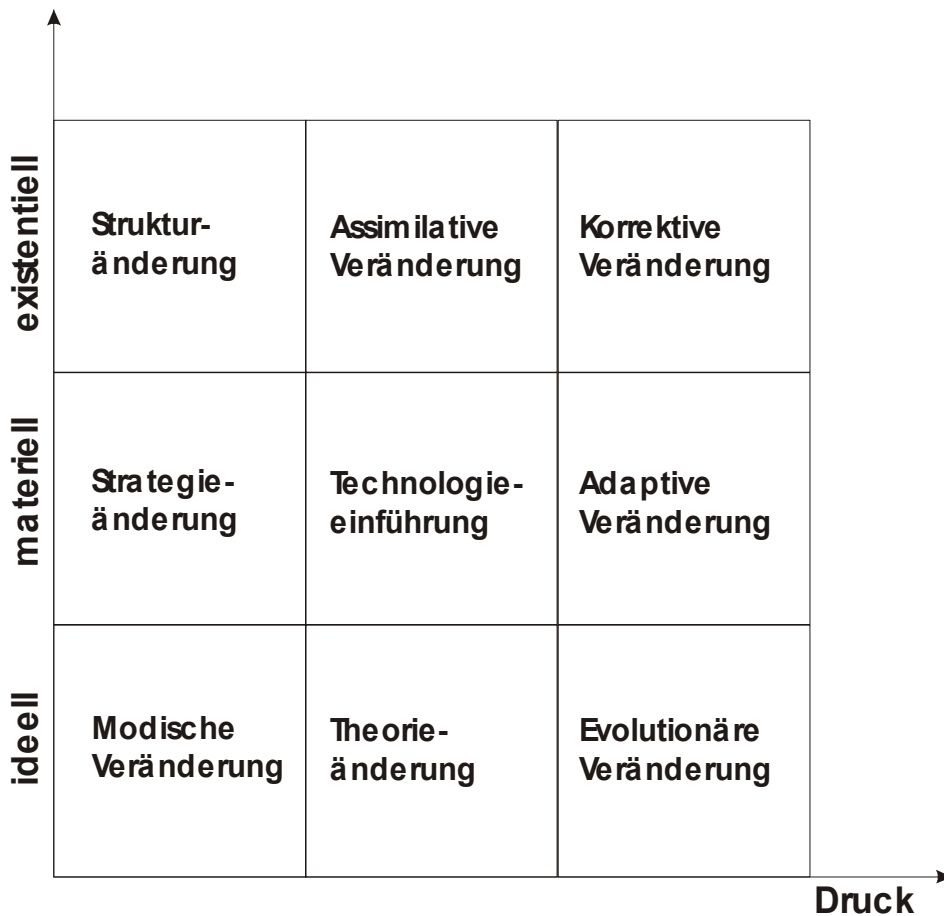 existentiell
Struktur-
änderung
Assimilative
Veränderung
Korrektive
Veränderung
materiell
Strategie-
änderung
Technologie-
einführung
Adaptive
Veränderung
ideell
Modische
Veränderung
Theorie-
änderung
Evolutionäre
Veränderung
Druck